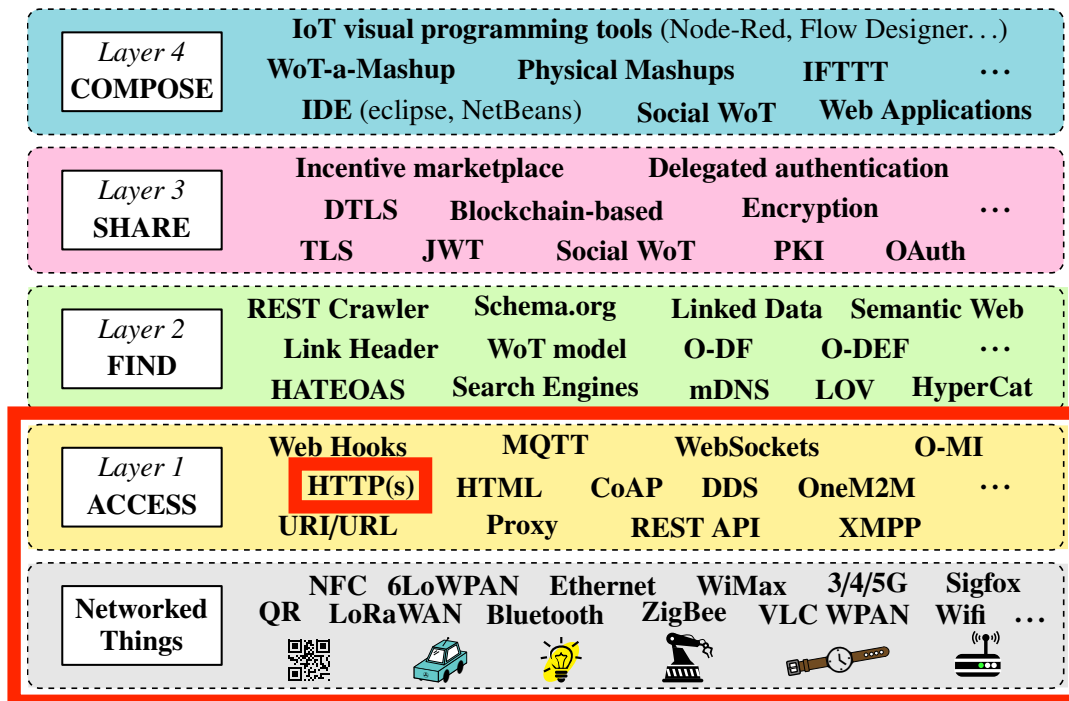 Layer 4
COMPOSE
IoT visual programming tools (Node-Red, Flow Designer. . .)
WoT-a-Mashup Physical Mashups IFTTT . . .
IDE (eclipse, NetBeans) Social WoT Web Applications
Layer 3
SHARE
Incentive marketplace Delegated authentication
DTLS Blockchain-based Encryption . . .
TLS JWT Social WoT PKI OAuth
Layer 2
FIND
REST Crawler Schema.org Linked Data Semantic Web
Link Header WoT model O-DF O-DEF . . .
HATEOAS Search Engines mDNS LOV HyperCat
Layer 1
ACCESS
Web Hooks MQTT WebSockets O-MI
HTTP(s) HTML CoAP DDS OneM2M . . .
URI/URL Proxy REST API XMPP
Networked
Things
NFC 6LoWPAN Ethernet WiMax 3/4/5G Sigfox
QR LoRaWAN Bluetooth ZigBee VLC WPAN Wifi . . .